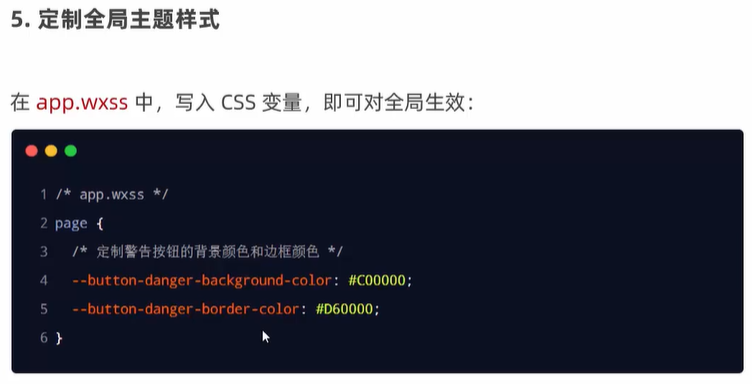 5. 定制全局主题样式
在 app.wxss 中，写入 CSS 变量，即可对全局生效：
1 /* app.wxss */
2 page {
3 /* 定制警告按钮的背景颜色和边框颜色 */
4 --button-danger-background-color: #C00000;
5 --button-danger-border-color: #D60000;
6 }